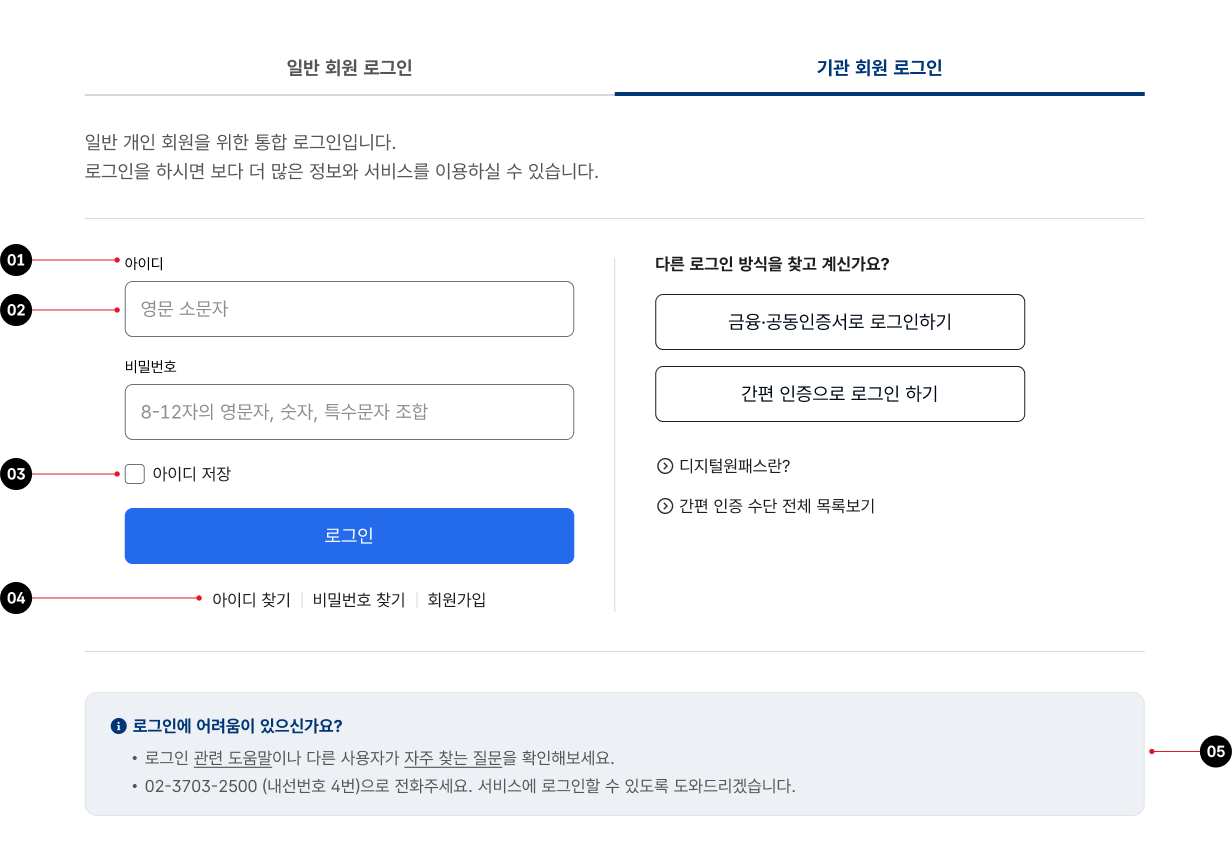 일반 회원 로그인
기관 회원 로그인
일반 개인 회원을 위한 통합 로그인입니다.
로그인을 하시면 보다 더 많은 정보와 서비스를 이용하실 수 있습니다.
01
아이디
02
영문 소문자
비밀번호
8-12자의 영문자, 숫자, 특수문자 조합
03
아이디 저장
로그인
04
아이디 찾기
비밀번호 찾기
회원가입
다른 로그인 방식을 찾고 계신가요?
금융·공동인증서로 로그인하기
간편 인증으로 로그인 하기
디지털원패스란?
간편 인증 수단 전체 목록보기
로그인에 어려움이 있으신가요?
• 로그인 관련 도움말이나 다른 사용자가 자주 찾는 질문을 확인해보세요.
• 02-3703-2500 (내선번호 4번)으로 전화주세요. 서비스에 로그인할 수 있도록 도와드리겠습니다.
05